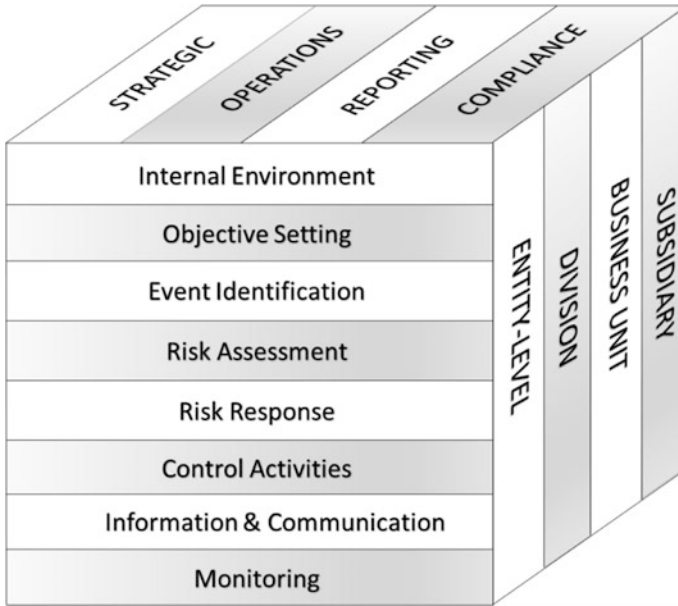 STRATEGIC
OPERATIONS
REPORTING
COMPLIANCE
Internal Environment
Objective Setting
Event Identification
Risk Assessment
Risk Response
Control Activities
Information & Communication
Monitoring
ENTITY-LEVEL
DIVISION
BUSINESS UNIT
SUBSIDIARY